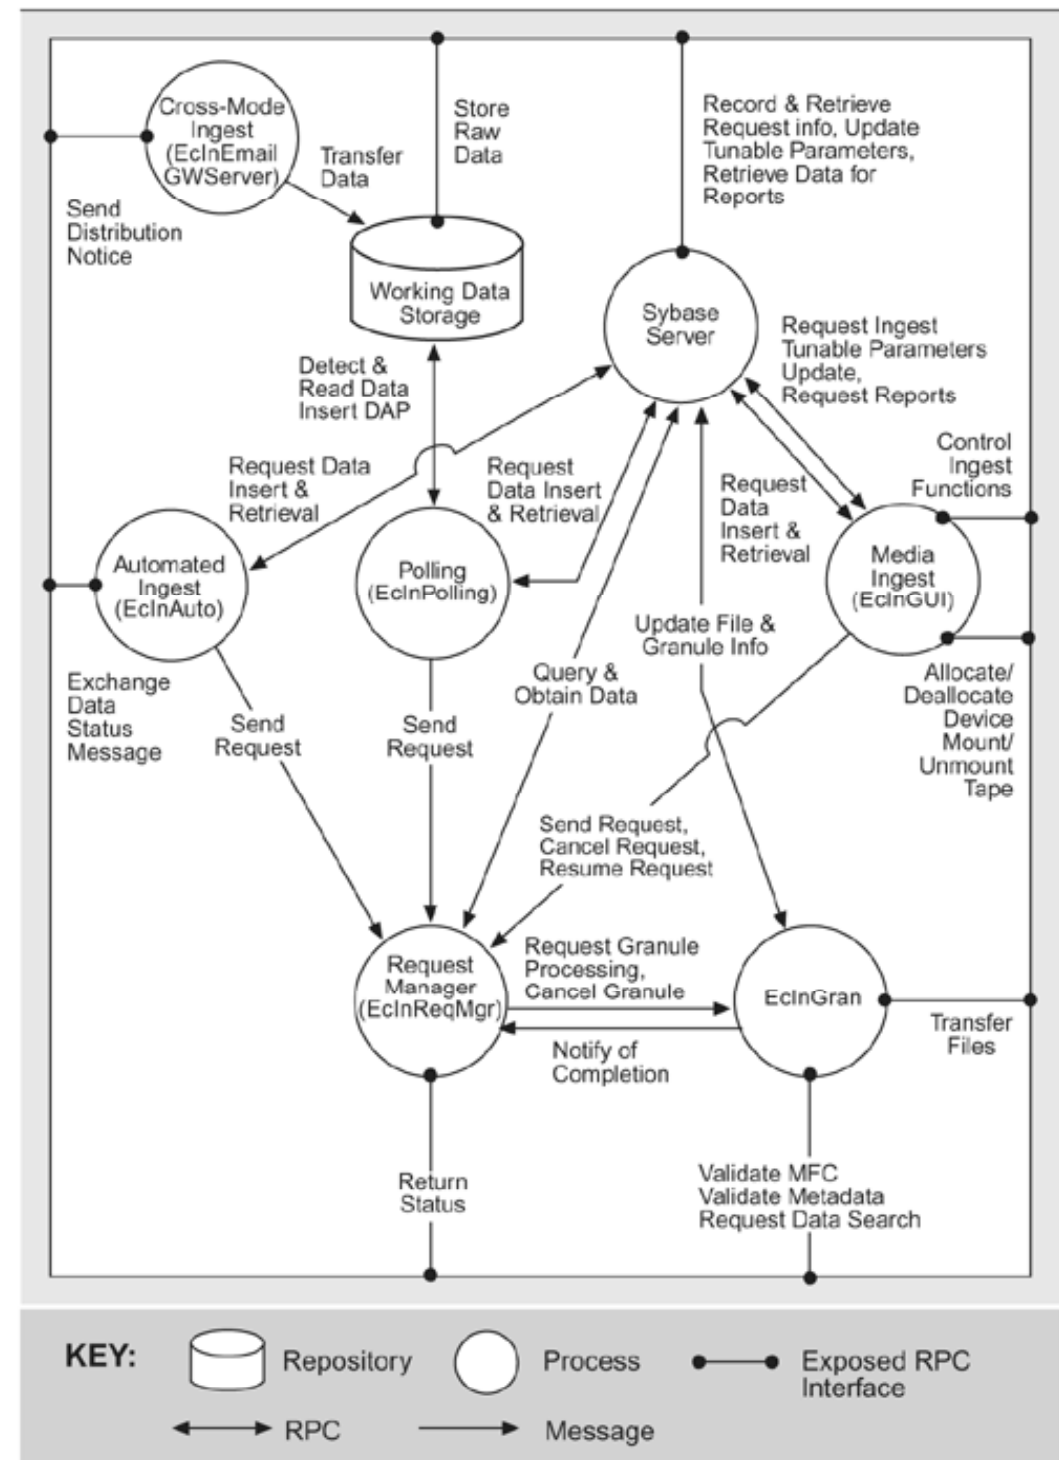 Cross-Mode
Ingest
(EcInEmail
GWServer)
Transfer
Data
Store
Raw
Data
Record & Retrieve
Request info, Update
Tunable Parameters,
Retrieve Data for
Reports
Send
Distribution
Notice
Working Data
Storage
Sybase
Server
Request Ingest
Tunable Parameters
Update,
Request Reports
Detect &
Read Data
Insert DAP
Control
Ingest
Functions
Request Data
Insert &
Retrieval
Request
Data Insert
& Retrieval
Request
Data
Insert &
Retrieval
Automated
Ingest
(EcInAuto)
Polling
(EcInPolling)
Media
Ingest
(EcInGUI)
Update File &
Granule Info
Query &
Obtain Data
Exchange
Data
Status
Message
Send
Request
Send
Request
Allocate/
Deallocate
Device
Mount/
Unmount
Tape
Send Request,
Cancel Request,
Resume Request
Request
Manager
(EcInReqMgr)
Request Granule
Processing,
Cancel Granule
EcInGran
Notify of
Completion
Transfer
Files
Return
Status
Validate MFC
Validate Metadata
Request Data Search
KEY:
Repository
Process
Exposed RPC
Interface
RPC
Message